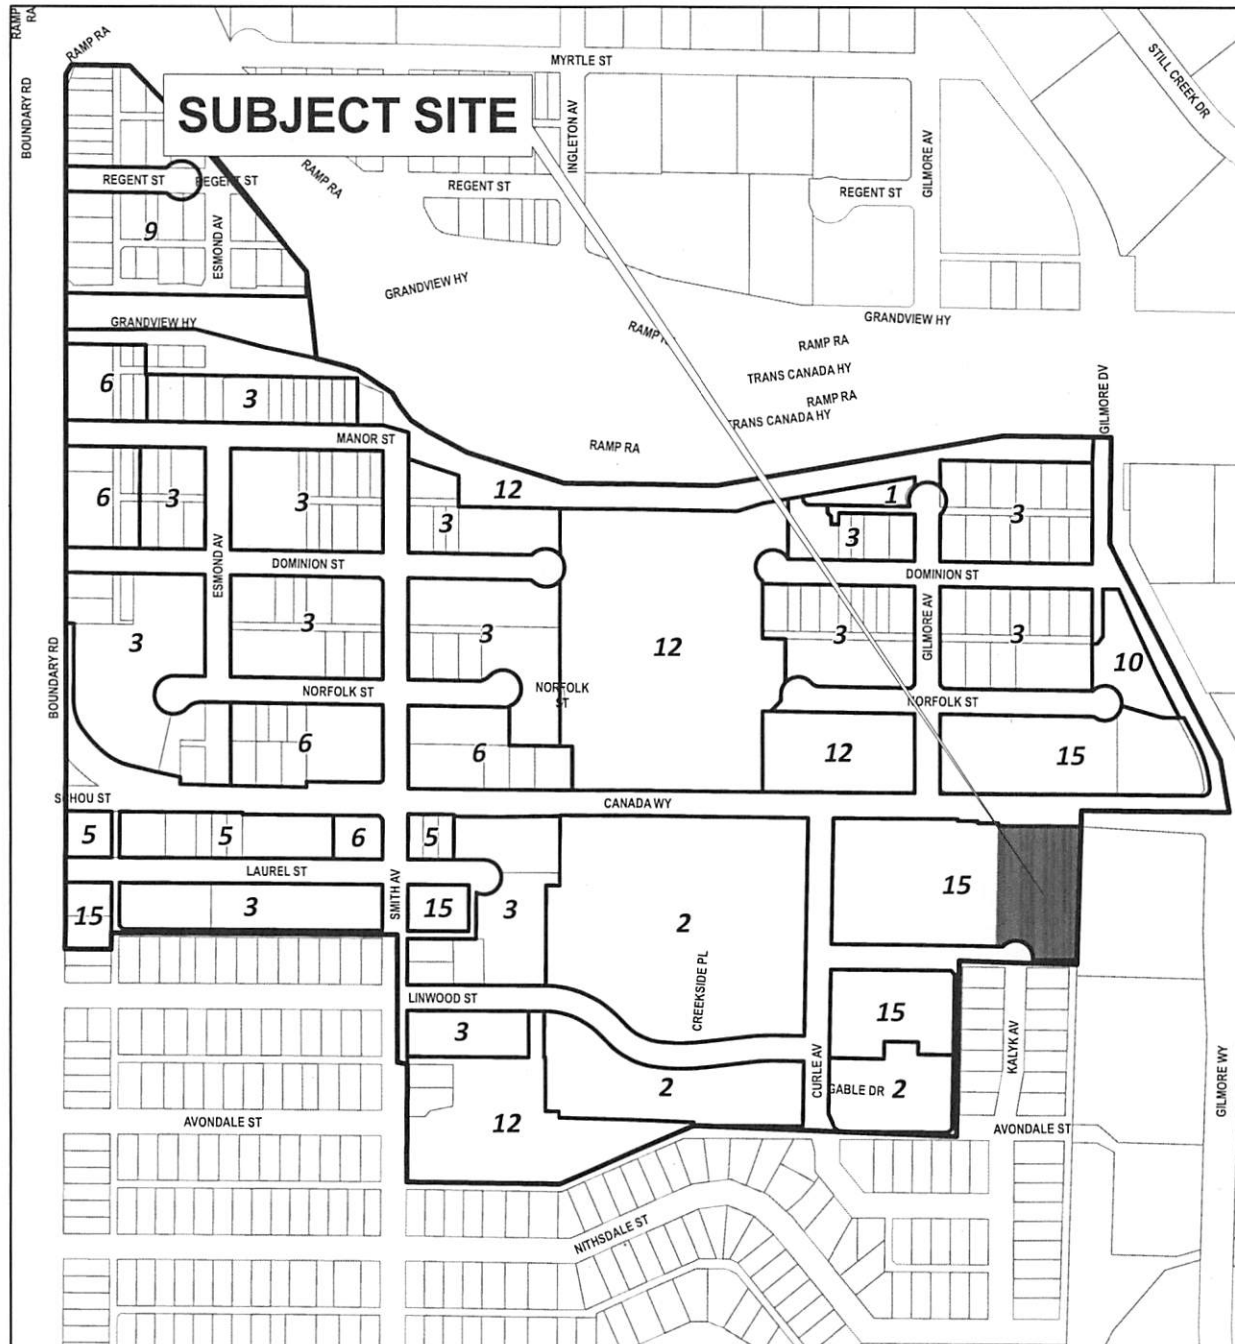 RAMP RA
RA
RAMP RA
MYRTLE ST
STILL CREEK DR
BOUNDARY RD
SUBJECT SITE
INGLETON AV
GILMORE AV
RAMP RA
REGENT ST
REGENT ST
REGENT ST
REGENT ST
9
ESMOND AV
GRANDVIEW HY
GRANDVIEW HY
GRANDVIEW HY
RAMP
RAMP RA
TRANS CANADA HY
RAMP RA
TRANS CANADA HY
GILMORE DV
6
3
MANOR ST
RAMP RA
12
1
6
3
3
3
3
3
ESMOND AV
DOMINION ST
DOMINION ST
3
3
3
12
3
GILMORE AV
3
10
BOUNDARY RD
NORFOLK ST
NORFOLK
ST
NORFOLK ST
6
6
12
15
SCHOU ST
CANADA WY
5
5
6
5
LAUREL ST
15
3
SMITH AV
15
3
2
15
CREEKSIDE PL
LINWOOD ST
3
15
2
CURLE AV
GABLE DR
2
KALYK AV
GILMORE WY
AVONDALE ST
12
AVONDALE ST
NITHSDALE ST